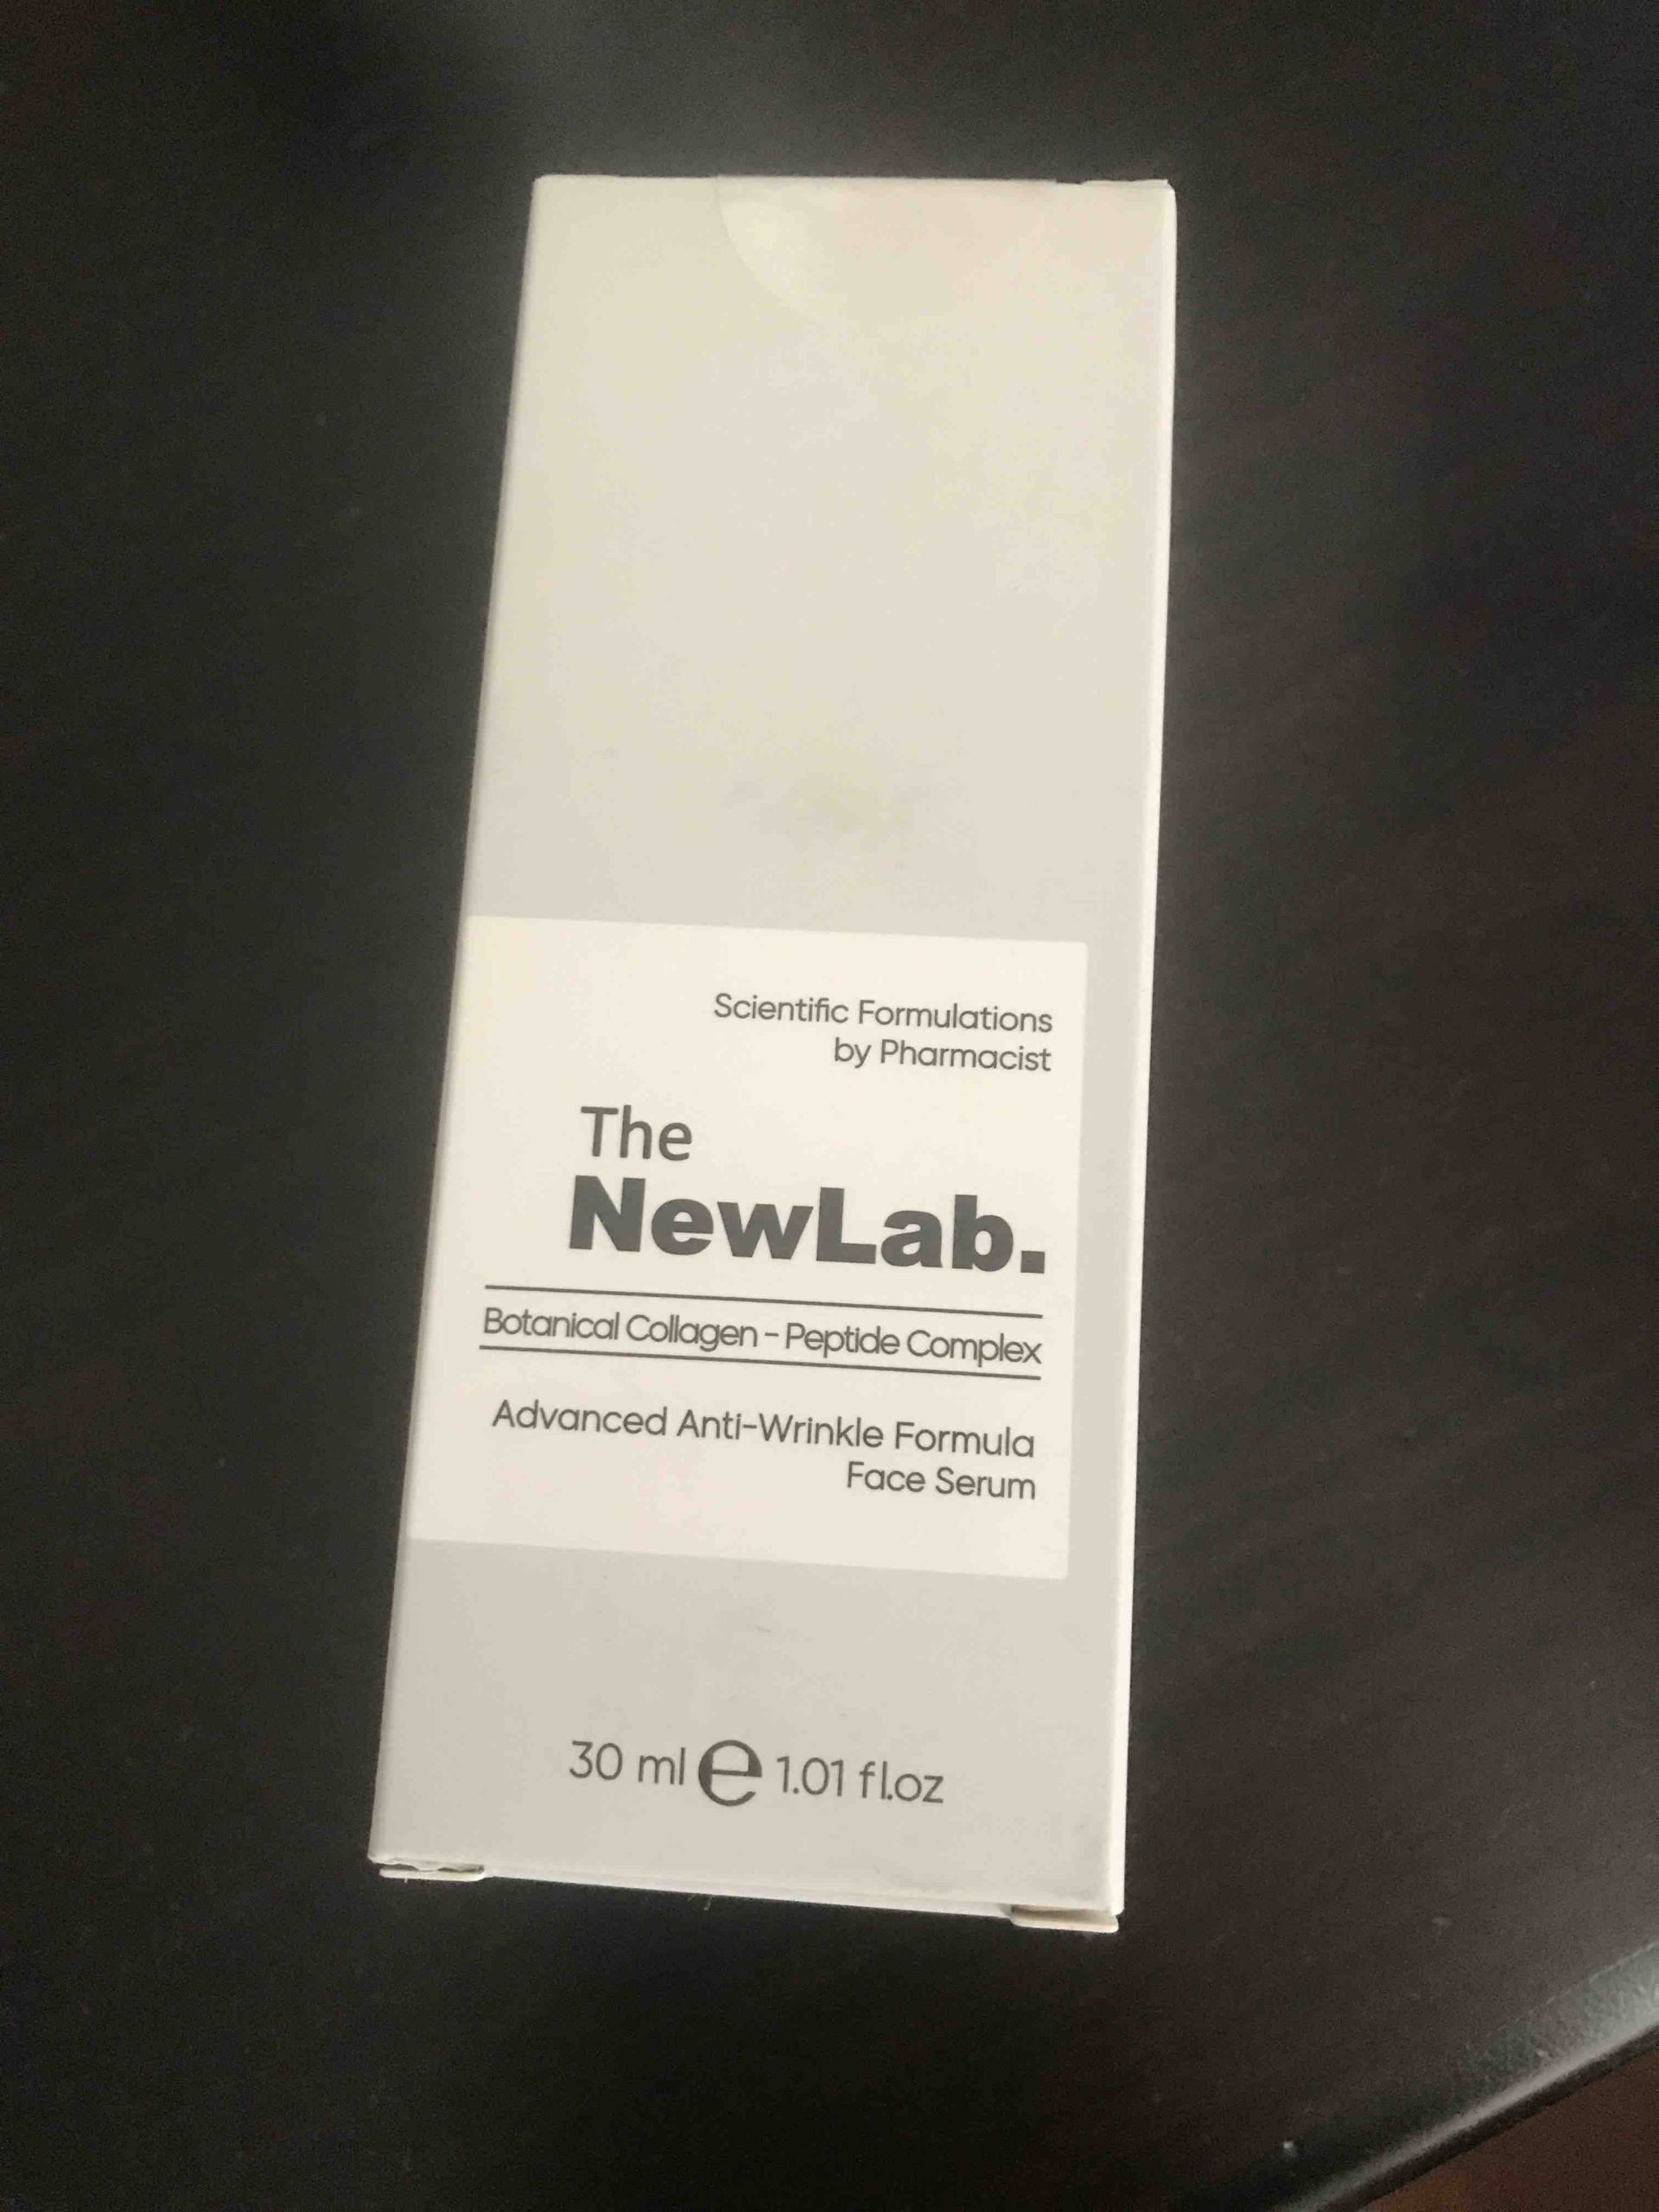 Scientific Formulations
by Pharmacist
The
NewLab.
Botanical Collagen - Peptide Complex
Advanced Anti-Wrinkle Formula
Face Serum
30 ml e 1.01 fl.oz